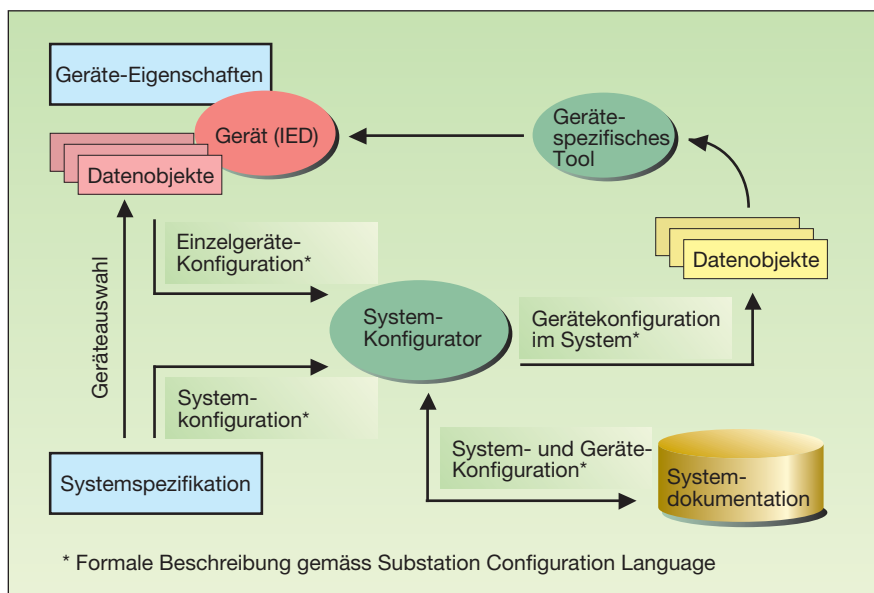 Geräte-Eigenschaften
Gerät (IED)
Datenobjekte
Geräte-
spezifisches
Tool
Datenobjekte
Geräteauswahl
Einzelgeräte-
Konfiguration*
System-
Konfigurator
Gerätekonfiguration
im System*
System-
konfiguration*
System- und Geräte-
Konfiguration*
Systemspezifikation
System-
dokumentation
* Formale Beschreibung gemäss Substation Configuration Language